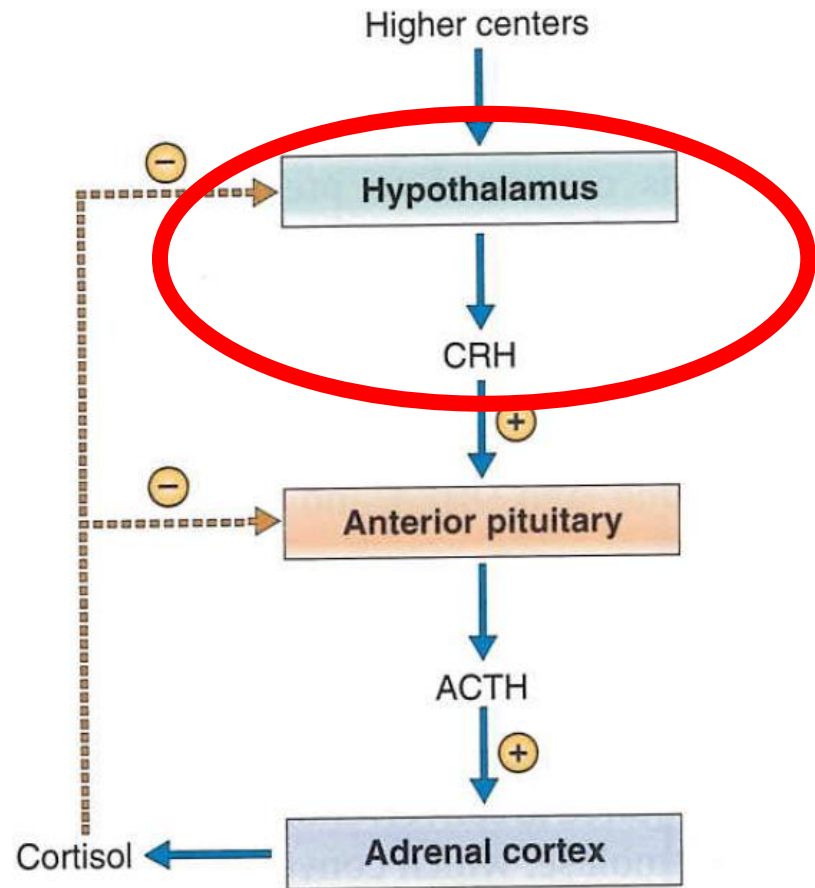 Higher centers
−
Hypothalamus
CRH
+
−
Anterior pituitary
ACTH
+
Cortisol
Adrenal cortex